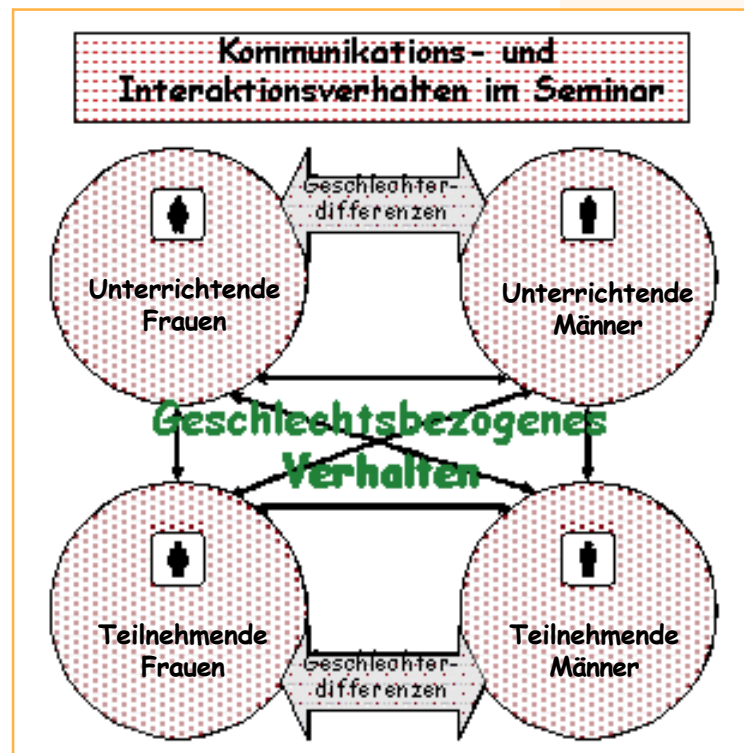 Kommunikations- und
Interaktionsverhalten im Seminar
Geschlechter-
differenzen
Unterrichtende
Frauen
Unterrichtende
Männer
Geschlechtsbezogenes
Verhalten
Teilnehmende
Frauen
Teilnehmende
Männer
Geschlechter-
differenzen